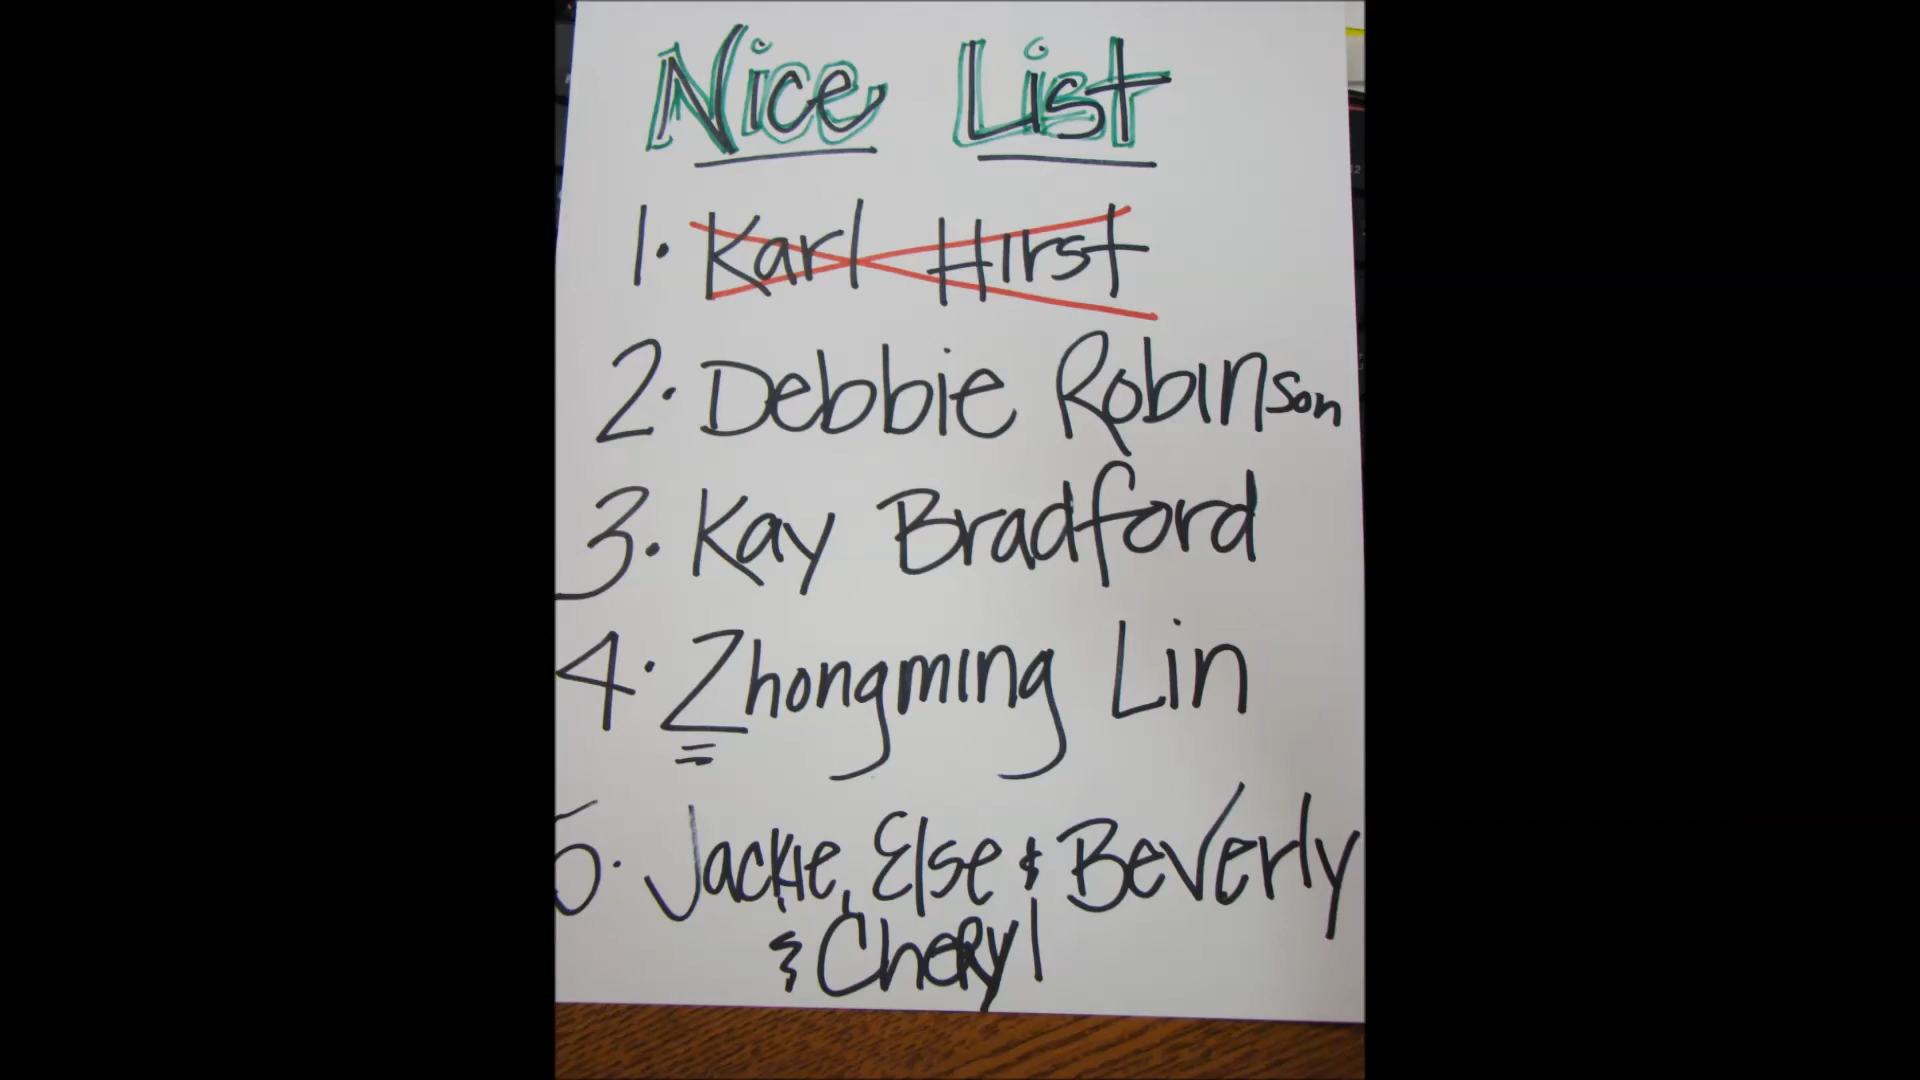 Nice List
1. Karl Hirst
2. Debbie Robinson
3. Kay Bradford
4. Zhongming Lin
5. Jackie, Else & Beverly
& Cheryl